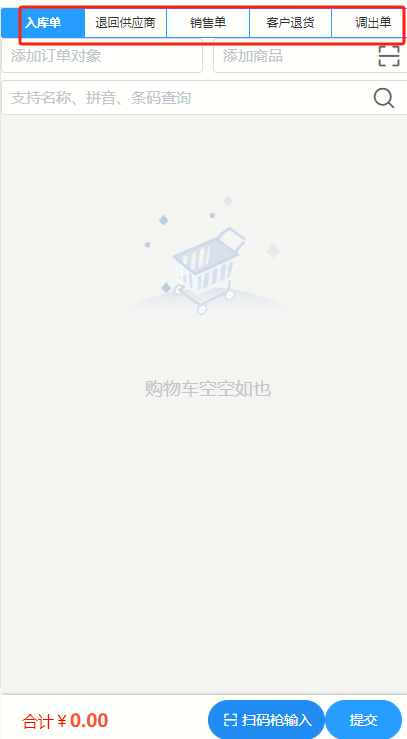 入库单 退回供应商 销售单 客户退货 调出单
添加订单对象 添加商品
支持名称、拼音、条码查询
购物车空空如也
合计￥0.00 扫码枪输入 提交